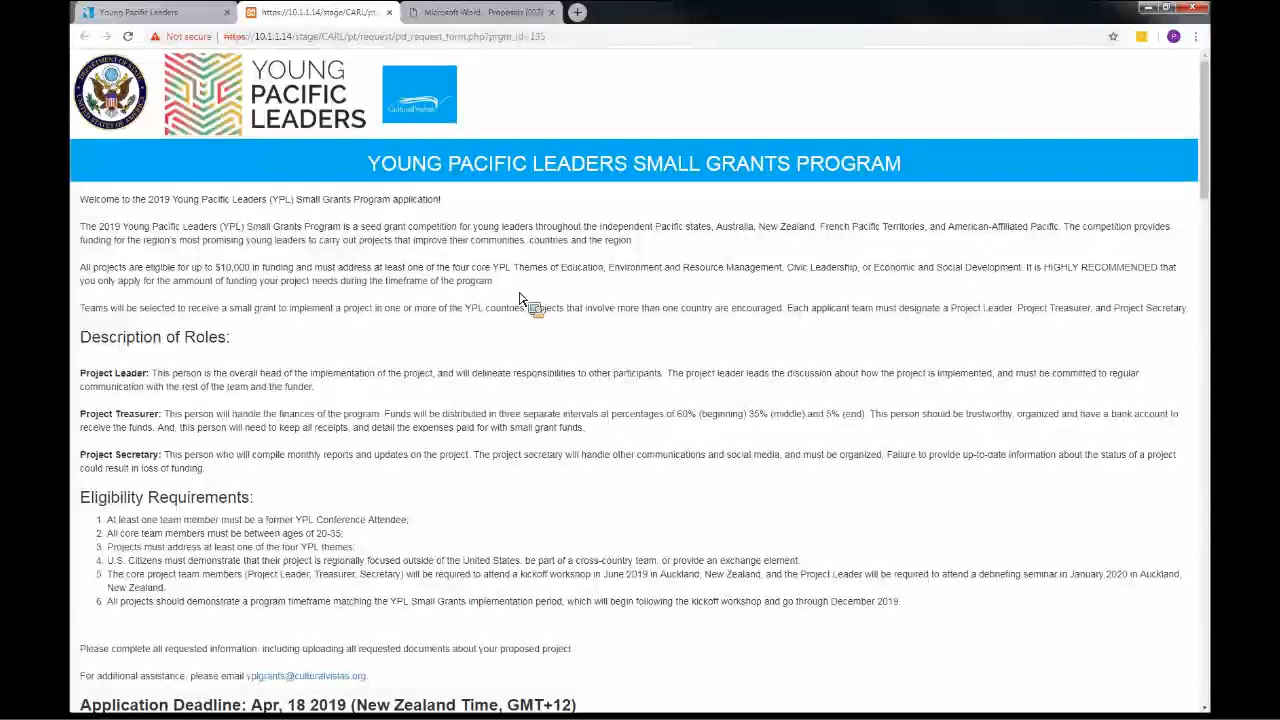 Young Pacific Leaders
https://10.1.1.14/stage/CARL/pt
Microsoft Word - Proposals (002)
Not secure
https://10.1.1.14/stage/CARL/pt/request/pd_request_form.php?prgm_id=135
P
YOUNG
PACIFIC
LEADERS
Cultural Vistas
YOUNG PACIFIC LEADERS SMALL GRANTS PROGRAM
Welcome to the 2019 Young Pacific Leaders (YPL) Small Grants Program application!
The 2019 Young Pacific Leaders (YPL) Small Grants Program is a seed grant competition for young leaders throughout the Independent Pacific states, Australia, New Zealand, French Pacific Territories, and American-Affiliated Pacific. The competition provides
funding for the region's most promising young leaders to carry out projects that improve their communities, countries and the region.
All projects are eligible for up to $10,000 in funding and must address at least one of the four core YPL Themes of Education, Environment and Resource Management, Civic Leadership, or Economic and Social Development. It is HIGHLY RECOMMENDED that
you only apply for the ammount of funding your project needs during the timeframe of the program
Teams will be selected to receive a small grant to implement a project in one or more of the YPL countries. that involve more than one country are encouraged. Each applicant team must designate a Project Leader, Project Treasurer, and Project Secretary.
Description of Roles:
Project Leader: This person is the overall head of the implementation of the project, and will delineate responsibilities to other participants. The project leader leads the discussion about how the project is implemented, and must be committed to regular
communication with the rest of the team and the funder.
Project Treasurer: This person will handle the finances of the program. Funds will be distributed in three separate intervals at percentages of 60% (beginning) 35% (middle) and 5% (end). This person should be trustworthy, organized and have a bank account to
receive the funds. And, this person will need to keep all receipts, and detail the expenses paid for with small grant funds.
Project Secretary: This person who will compile monthly reports and updates on the project. The project secretary will handle other communications and social media, and must be organized. Failure to provide up-to-date information about the status of a project
could result in loss of funding.
Eligibility Requirements:
1. At least one team member must be a former YPL Conference Attendee;
2. All core team members must be between ages of 20-35;
3. Projects must address at least one of the four YPL themes;
4. U.S. Citizens must demonstrate that their project is regionally focused outside of the United States, be part of a cross-country team, or provide an exchange element.
5. The core project team members (Project Leader, Treasurer, Secretary) will be required to attend a kickoff workshop in June 2019 in Auckland, New Zealand, and the Project Leader will be required to attend a debriefing seminar in January 2020 in Auckland,
New Zealand.
6. All projects should demonstrate a program timeframe matching the YPL Small Grants implementation period, which will begin following the kickoff workshop and go through December 2019.
Please complete all requested information, including uploading all requested documents about your proposed project.
For additional assistance, please email yplgrants@culturalvistas.org.
Application Deadline: Apr, 18 2019 (New Zealand Time, GMT+12)